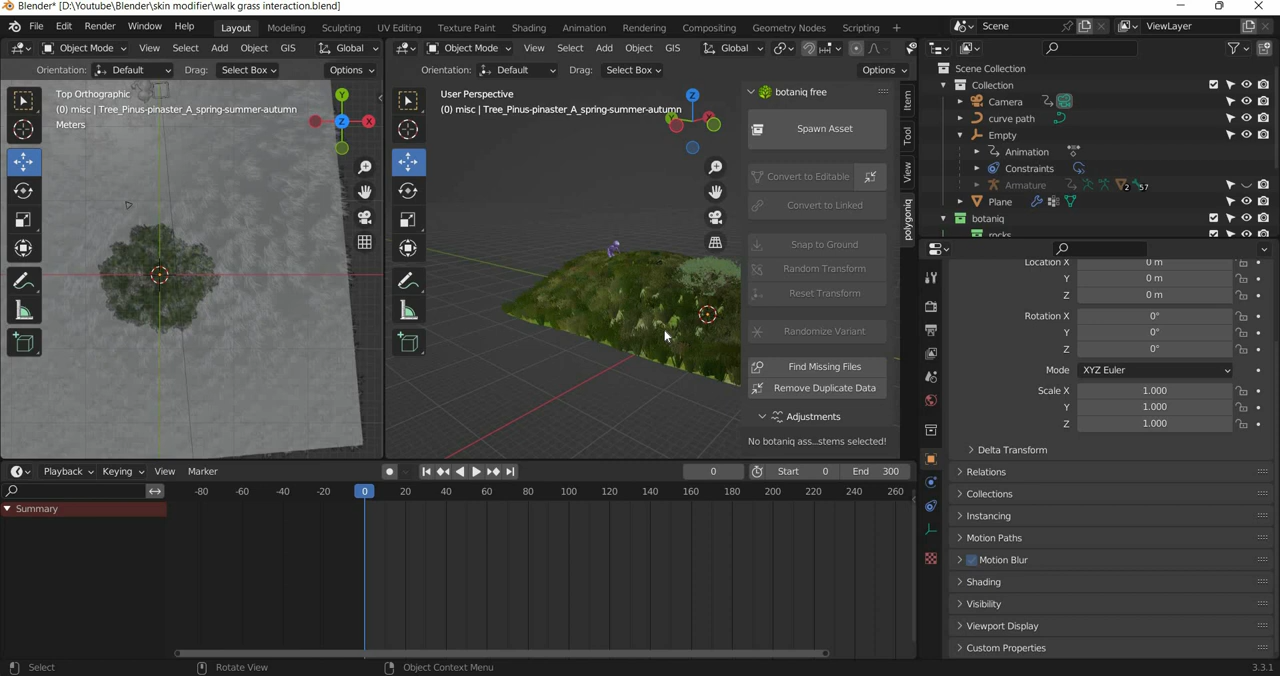 Blender* [D:\Youtube\Blender\skin modifier\walk grass interaction.blend]
File Edit Render Window Help Layout Modeling Sculpting UV Editing Texture Paint Shading Animation Rendering Compositing Geometry Nodes Scripting + Scene ViewLayer
Object Mode View Select Add Object GIS Global
Object Mode View Select Add Object GIS Global
Orientation: Default Drag: Select Box Options
Orientation: Default Drag: Select Box Options
Top Orthographic
(0) misc | Tree_Pinus-pinaster_A_spring-summer-autumn
Meters
Y
Z
X
User Perspective
(0) misc | Tree_Pinus-pinaster_A_spring-summer-autumn
Z
botaniq free
Spawn Asset
Convert to Editable
Convert to Linked
Snap to Ground
Random Transform
Reset Transform
Randomize Variant
Find Missing Files
Remove Duplicate Data
Adjustments
No botaniq ass...stems selected!
Item
Tool
View
polygoniq
Scene Collection
Collection
Camera
curve path
Empty
Animation
Constraints
Armature 2 57
Plane
botaniq
rocks
Location X 0 m
Y 0 m
Z 0 m
Rotation X 0°
Y 0°
Z 0°
Mode XYZ Euler
Scale X 1.000
Y 1.000
Z 1.000
Delta Transform
Relations
Collections
Instancing
Motion Paths
Motion Blur
Shading
Visibility
Viewport Display
Custom Properties
Playback Keying View Marker 0 Start 0 End 300
-80 -60 -40 -20 0 20 40 60 80 100 120 140 160 180 200 220 240 260
Summary
Select Rotate View Object Context Menu 3.3.1